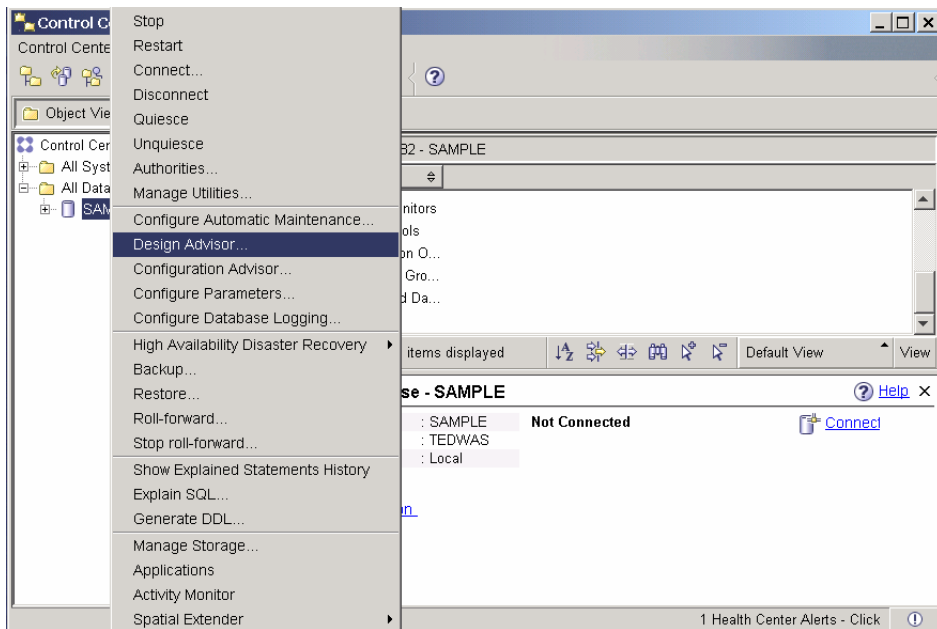 Control C
Control Cente
Object Vie
Control Cer
All Syst
All Data
SAM
Stop
Restart
Connect...
Disconnect
Quiesce
Unquiesce
Authorities...
Manage Utilities...
Configure Automatic Maintenance...
Design Advisor...
Configuration Advisor...
Configure Parameters...
Configure Database Logging...
High Availability Disaster Recovery
Backup...
Restore...
Roll-forward...
Stop roll-forward...
Show Explained Statements History
Explain SQL...
Generate DDL...
Manage Storage...
Applications
Activity Monitor
Spatial Extender
B2 - SAMPLE
nitors
ols
on O...
Gro...
d Da...
items displayed
Default View
View
se - SAMPLE
Help
: SAMPLE
Not Connected
Connect
: TEDWAS
: Local
on
1 Health Center Alerts - Click